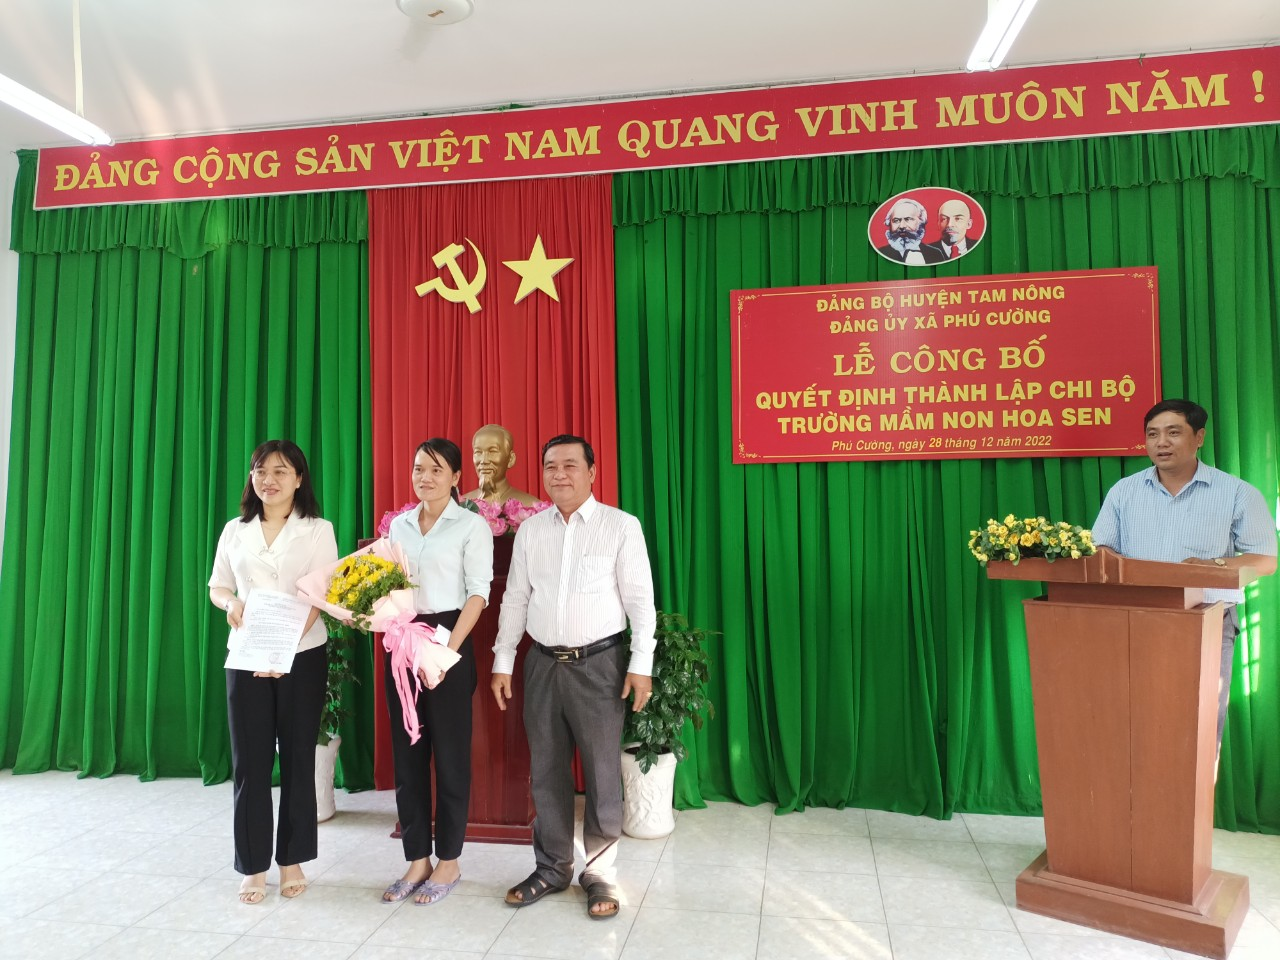 ĐẢNG CỘNG SẢN VIỆT NAM QUANG VINH MUÔN NĂM !
ĐẢNG BỘ HUYỆN TAM NÔNG
ĐẢNG ỦY XÃ PHÚ CƯỜNG
LỄ CÔNG BỐ
QUYẾT ĐỊNH THÀNH LẬP CHI BỘ
TRƯỜNG MẦM NON HOA SEN
Phú Cường, ngày 28 tháng 12 năm 2022